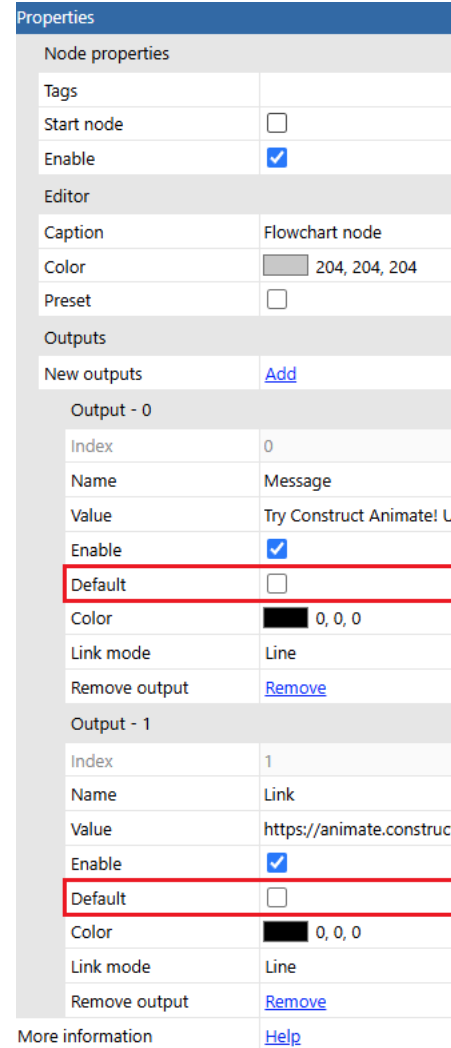 Properties
Node properties
Tags
Start node
Enable
Editor
Caption Flowchart node
Color 204, 204, 204
Preset
Outputs
New outputs Add
Output - 0
Index 0
Name Message
Value Try Construct Animate! U
Enable
Default
Color 0, 0, 0
Link mode Line
Remove output Remove
Output - 1
Index 1
Name Link
Value https://animate.construc
Enable
Default
Color 0, 0, 0
Link mode Line
Remove output Remove
More information Help